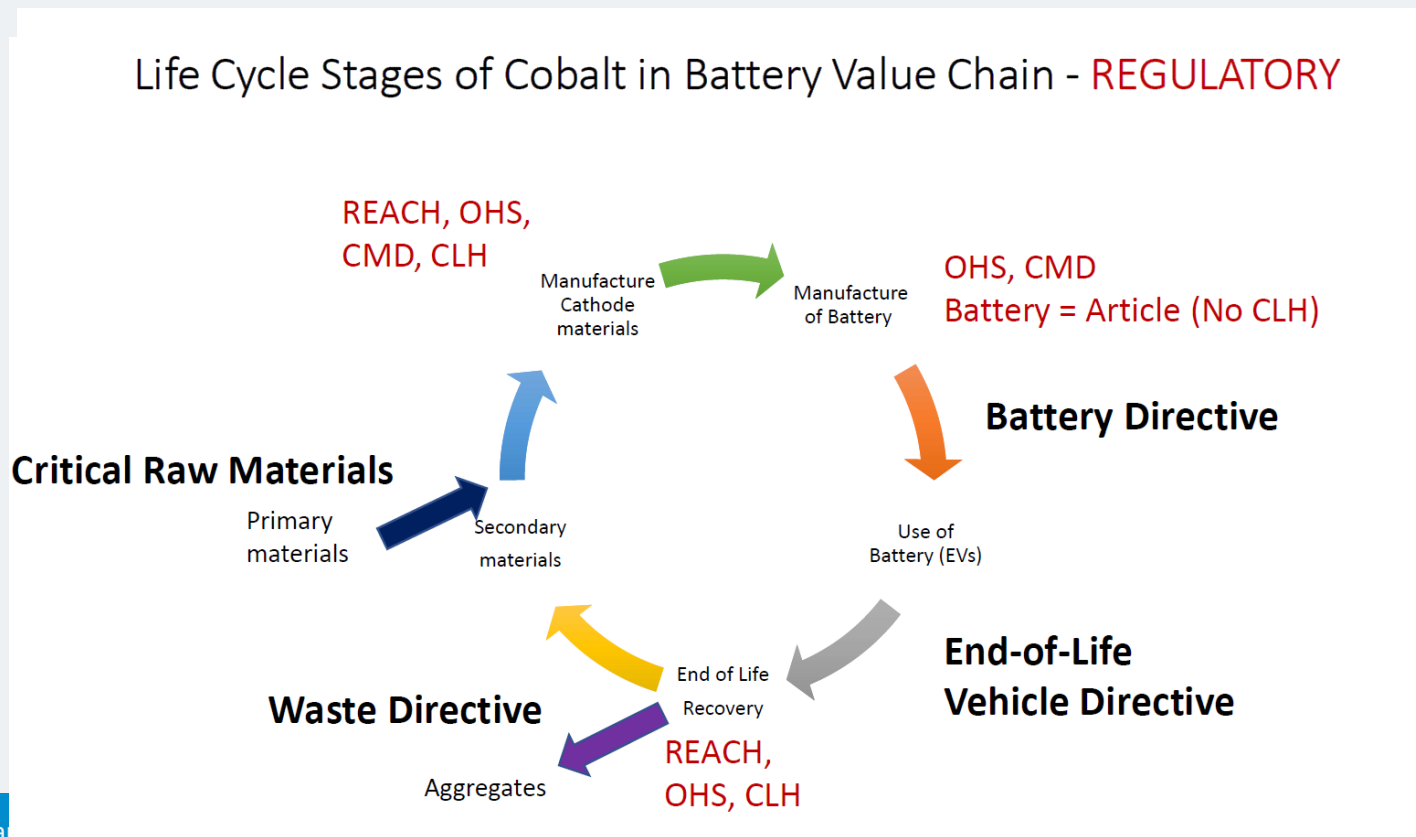 Life Cycle Stages of Cobalt in Battery Value Chain - REGULATORY
REACH, OHS,
CMD, CLH
Manufacture
Cathode
materials
Manufacture
of Battery
OHS, CMD
Battery = Article (No CLH)
Battery Directive
Critical Raw Materials
Primary
materials
Secondary
materials
Use of
Battery (EVs)
End-of-Life
Vehicle Directive
End of Life
Recovery
Waste Directive
REACH,
OHS, CLH
Aggregates